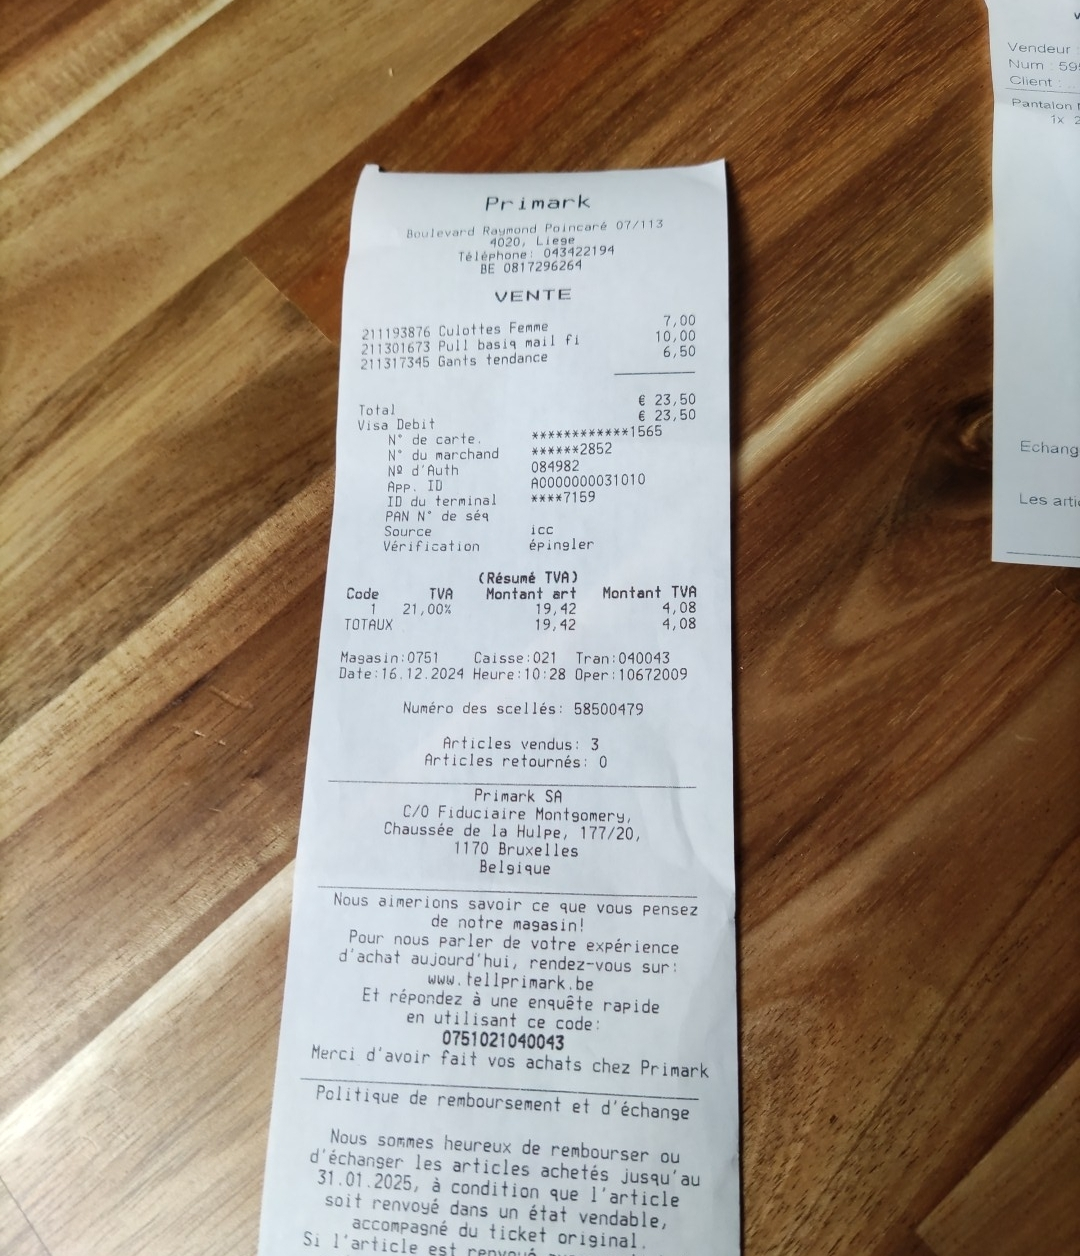 Primark
Boulevard Raymond Poincaré 07/113
4020, Liege
Téléphone: 043422194
BE 0817296264
VENTE
211193876 Culottes Femme 7,00
211301673 Pull basiq mail fi 10,00
211317345 Gants tendance 6,50
Total € 23,50
Visa Debit € 23,50
N° de carte. ************1565
N° du marchand ******2852
Nº d'Auth 084982
App. ID A0000000031010
ID du terminal ****7159
PAN N° de séq
Source icc
Vérification épingler
(Résumé TVA)
Code TVA Montant art Montant TVA
1 21,00% 19,42 4,08
TOTAUX 19,42 4,08
Magasin:0751 Caisse:021 Tran:040043
Date:16.12.2024 Heure:10:28 Oper:10672009
Numéro des scellés: 58500479
Articles vendus: 3
Articles retournés: 0
Primark SA
C/O Fiduciaire Montgomery,
Chaussée de la Hulpe, 177/20,
1170 Bruxelles
Belgique
Nous aimerions savoir ce que vous pensez
de notre magasin!
Pour nous parler de votre expérience
d'achat aujourd'hui, rendez-vous sur:
www.tellprimark.be
Et répondez à une enquête rapide
en utilisant ce code:
0751021040043
Merci d'avoir fait vos achats chez Primark
Politique de remboursement et d'échange
Nous sommes heureux de rembourser ou
d'échanger les articles achetés jusqu'au
31.01.2025, à condition que l'article
soit renvoyé dans un état vendable,
accompagné du ticket original.
Si l'article est renvoyé
Vendeur :
Num : 59
Client :
Pantalon
1x 2
Echang
Les arti